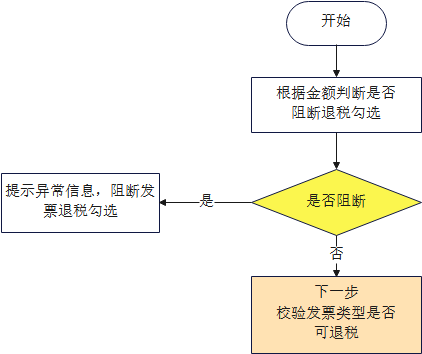 开始
根据金额判断是否
阻断退税勾选
是否阻断
是
提示异常信息，阻断发
票退税勾选
否
下一步
校验发票类型是否
可退税